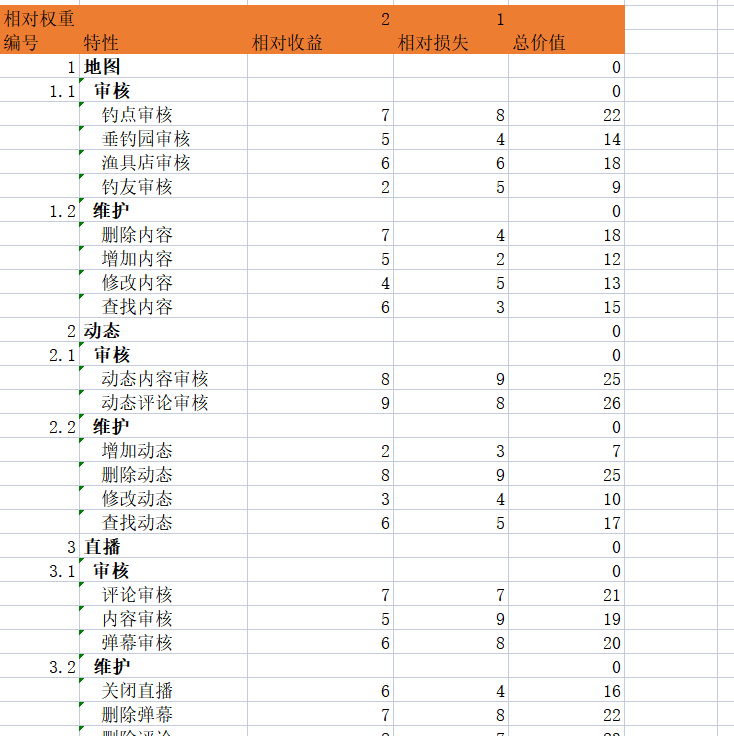 相对权重 2 1
编号 特性 相对收益 相对损失 总价值
1 地图 0
1.1 审核 0
钓点审核 7 8 22
垂钓园审核 5 4 14
渔具店审核 6 6 18
钓友审核 2 5 9
1.2 维护 0
删除内容 7 4 18
增加内容 5 2 12
修改内容 4 5 13
查找内容 6 3 15
2 动态 0
2.1 审核 0
动态内容审核 8 9 25
动态评论审核 9 8 26
2.2 维护 0
增加动态 2 3 7
删除动态 8 9 25
修改动态 3 4 10
查找动态 6 5 17
3 直播 0
3.1 审核 0
评论审核 7 7 21
内容审核 5 9 19
弹幕审核 6 8 20
3.2 维护 0
关闭直播 6 4 16
删除弹幕 7 8 22